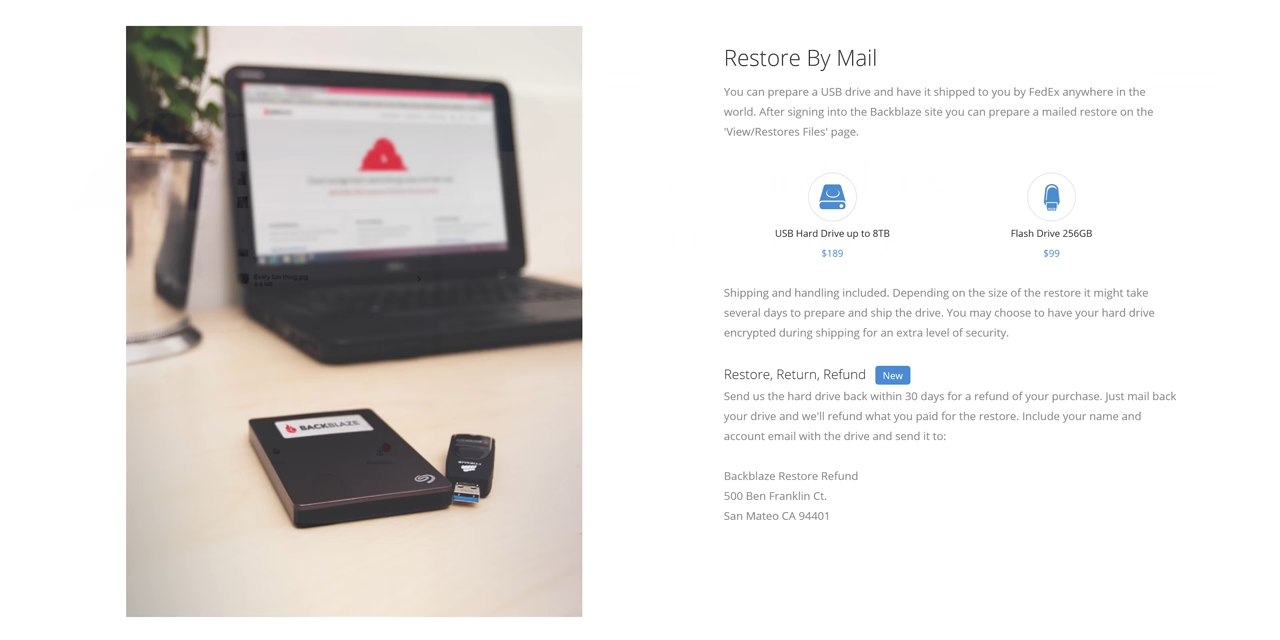 BACKBLAZE
Restore By Mail
You can prepare a USB drive and have it shipped to you by FedEx anywhere in the
world. After signing into the Backblaze site you can prepare a mailed restore on the
'View/Restores Files' page.
USB Hard Drive up to 8TB
$189
Flash Drive 256GB
$99
Shipping and handling included. Depending on the size of the restore it might take
several days to prepare and ship the drive. You may choose to have your hard drive
encrypted during shipping for an extra level of security.
Restore, Return, Refund New
Send us the hard drive back within 30 days for a refund of your purchase. Just mail back
your drive and we'll refund what you paid for the restore. Include your name and
account email with the drive and send it to:
Backblaze Restore Refund
500 Ben Franklin Ct.
San Mateo CA 94401